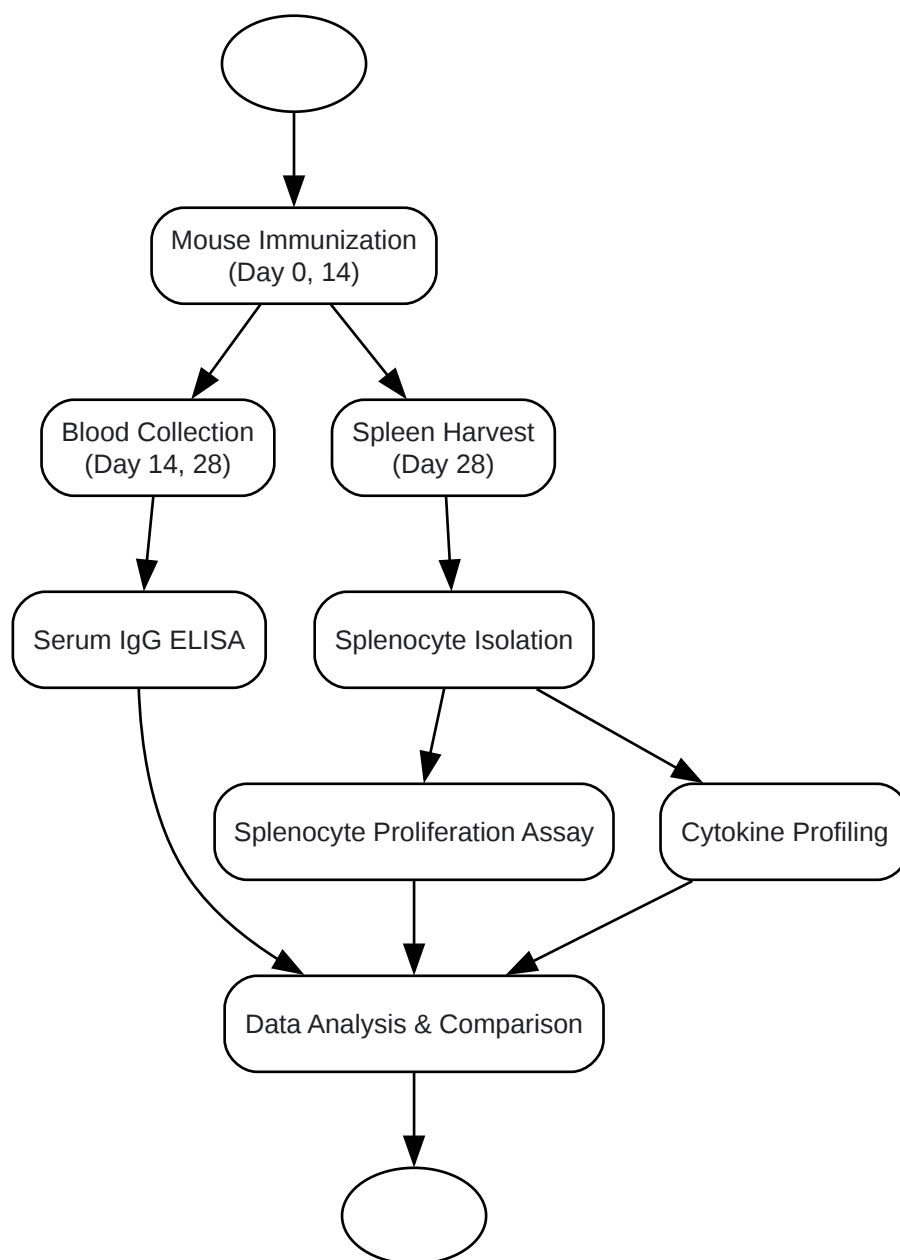 Mouse Immunization
(Day 0, 14)
Blood Collection
(Day 14, 28)
Spleen Harvest
(Day 28)
Serum IgG ELISA
Splenocyte Isolation
Splenocyte Proliferation Assay
Cytokine Profiling
Data Analysis & Comparison